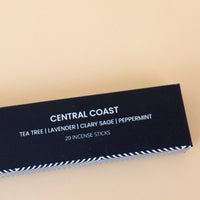 CENTRAL COAST
TEA TREE | LAVENDER | CLARY SAGE | PEPPERMINT
20 INCENSE STICKS